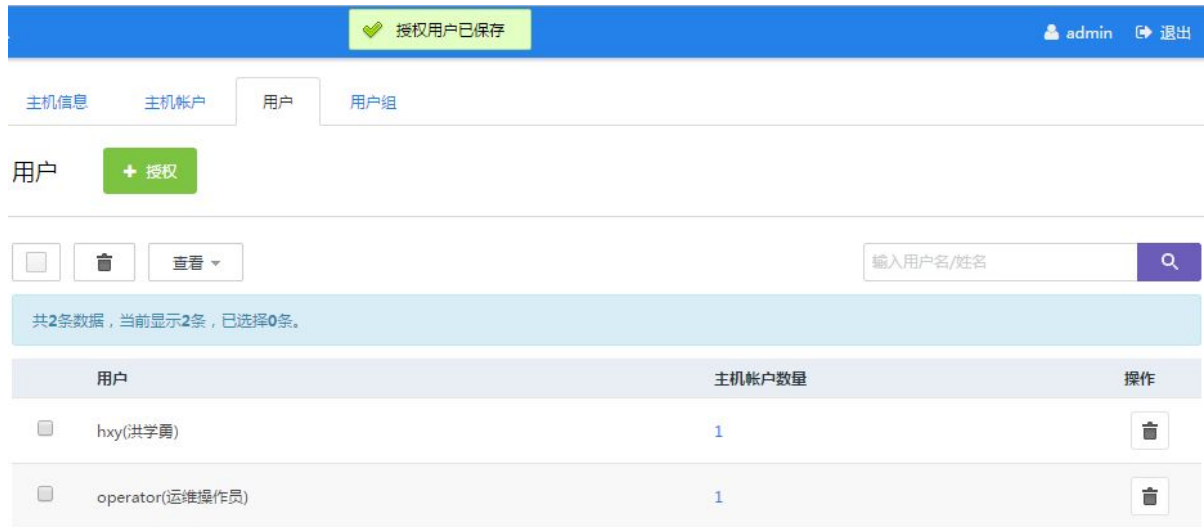 授权用户已保存
admin 退出
主机信息 主机帐户 用户 用户组
用户 + 授权
查看 输入用户名/姓名
共2条数据，当前显示2条，已选择0条。
用户 主机帐户数量 操作
hxy(洪学勇) 1
operator(运维操作员) 1